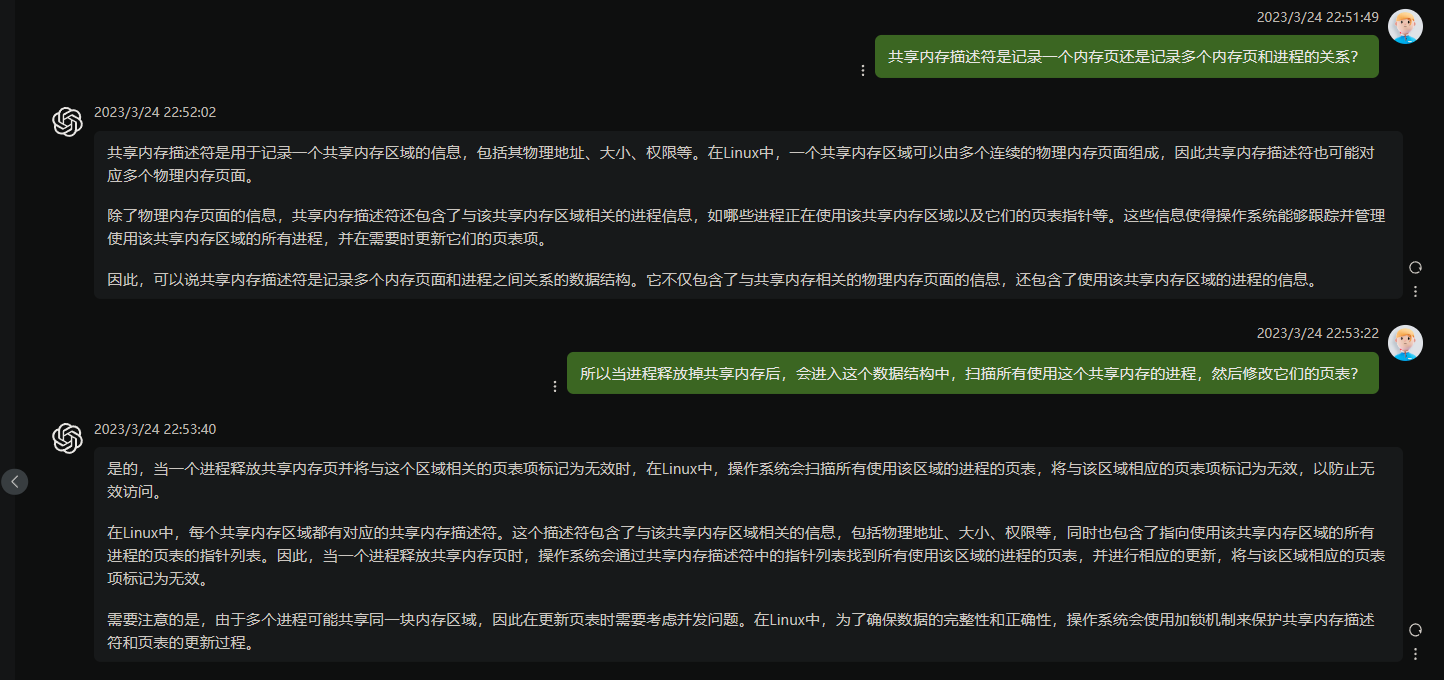 2023/3/24 22:51:49
共享内存描述符是记录一个内存页还是记录多个内存页和进程的关系？
2023/3/24 22:52:02
共享内存描述符是用于记录一个共享内存区域的信息，包括其物理地址、大小、权限等。在Linux中，一个共享内存区域可以由多个连续的物理内存页面组成，因此共享内存描述符也可能对
应多个物理内存页面。
除了物理内存页面的信息，共享内存描述符还包含了与该共享内存区域相关的进程信息，如哪些进程正在使用该共享内存区域以及它们的页表指针等。这些信息使得操作系统能够跟踪并管理
使用该共享内存区域的所有进程，并在需要时更新它们的页表项。
因此，可以说共享内存描述符是记录多个内存页面和进程之间关系的数据结构。它不仅包含了与共享内存相关的物理内存页面的信息，还包含了使用该共享内存区域的进程的信息。
2023/3/24 22:53:22
所以当进程释放掉共享内存后，会进入这个数据结构中，扫描所有使用这个共享内存的进程，然后修改它们的页表？
2023/3/24 22:53:40
是的，当一个进程释放共享内存页并将与这个区域相关的页表项标记为无效时，在Linux中，操作系统会扫描所有使用该区域的进程的页表，将与该区域相应的页表项标记为无效，以防止无
效访问。
在Linux中，每个共享内存区域都有对应的共享内存描述符。这个描述符包含了与该共享内存区域相关的信息，包括物理地址、大小、权限等，同时也包含了指向使用该共享内存区域的所有
进程的页表的指针列表。因此，当一个进程释放共享内存页时，操作系统会通过共享内存描述符中的指针列表找到所有使用该区域的进程的页表，并进行相应的更新，将与该区域相应的页表
项标记为无效。
需要注意的是，由于多个进程可能共享同一块内存区域，因此在更新页表时需要考虑并发问题。在Linux中，为了确保数据的完整性和正确性，操作系统会使用加锁机制来保护共享内存描述
符和页表的更新过程。